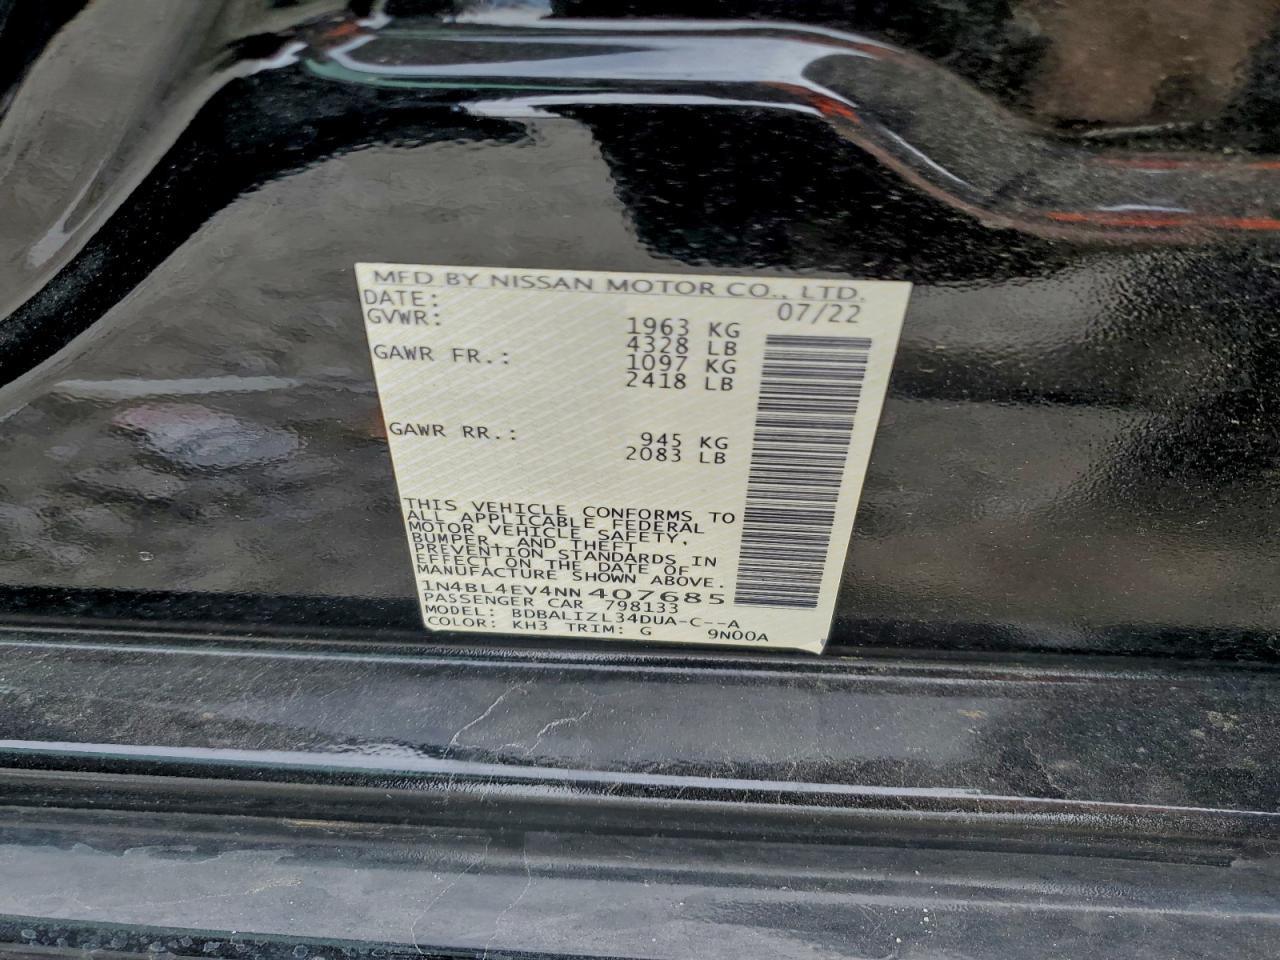 MFD BY NISSAN MOTOR CO., LTD.
DATE: 07/22
GVWR: 1963 KG
4328 LB
GAWR FR.: 1097 KG
2418 LB
GAWR RR.: 945 KG
2083 LB
THIS VEHICLE CONFORMS TO
ALL APPLICABLE FEDERAL
MOTOR VEHICLE SAFETY,
BUMPER, AND THEFT
PREVENTION STANDARDS IN
EFFECT ON THE DATE OF
MANUFACTURE SHOWN ABOVE.
1N4BL4EV4NN407685
PASSENGER CAR 798133
MODEL: BDBALIZL34DUA-C--A
COLOR: KH3 TRIM: G 9N00A